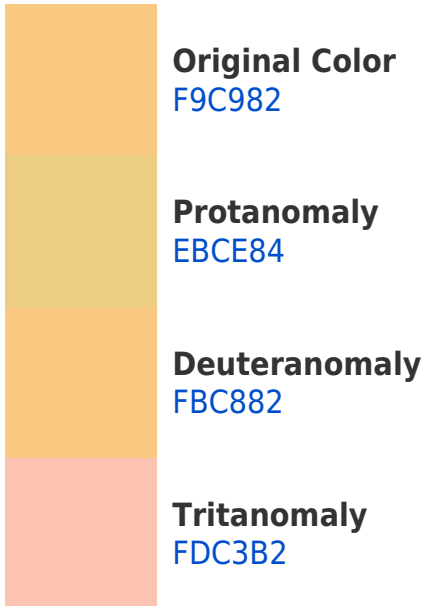 Original Color
F9C982
Protanomaly
EBCE84
Deuteranomaly
FBC882
Tritanomaly
FDC3B2